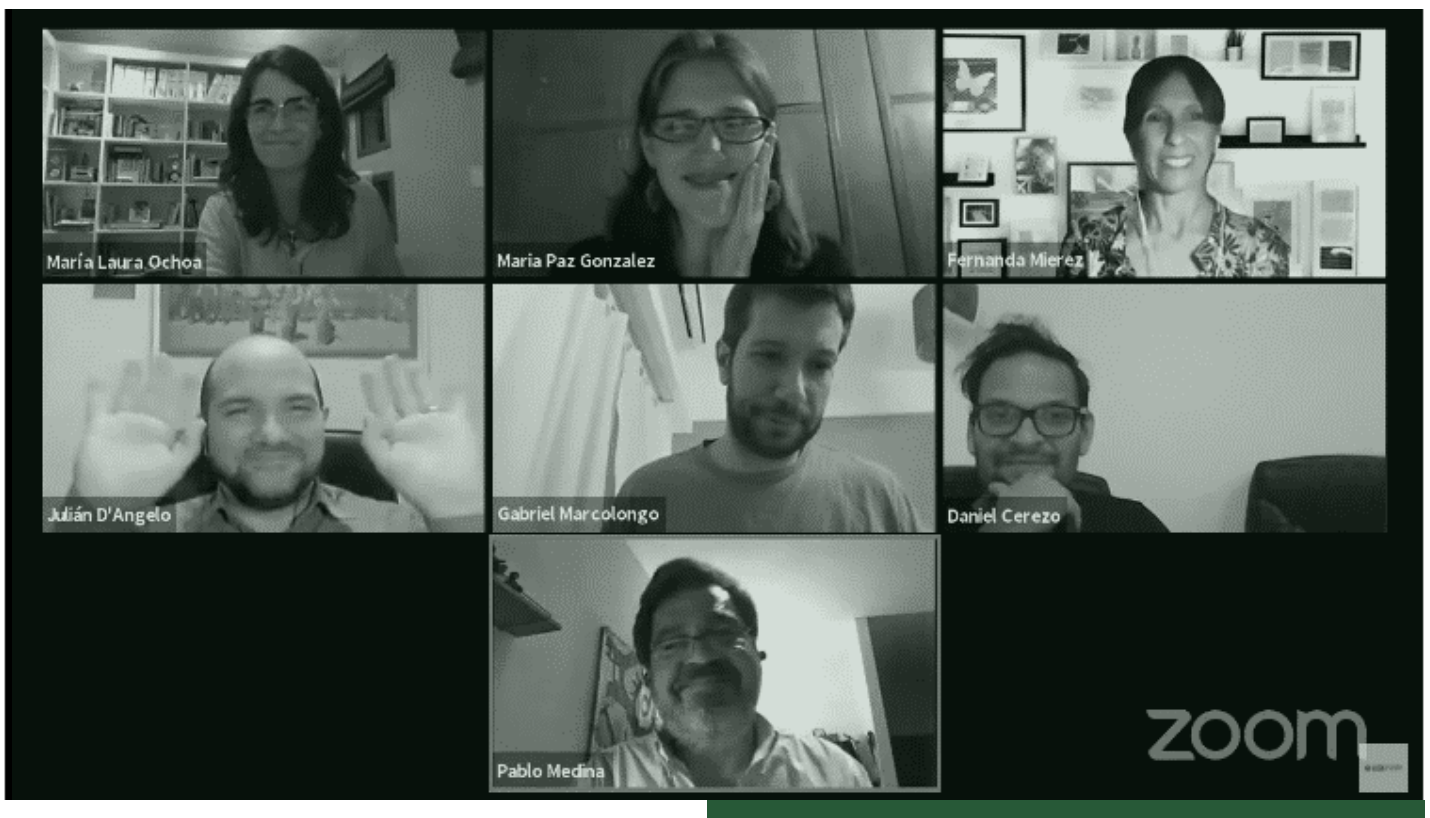 María Laura Ochoa
Maria Paz Gonzalez
Fernanda Mierez
Julián D'Angelo
Gabriel Marcolongo
Daniel Cerezo
Pablo Medina
zoom